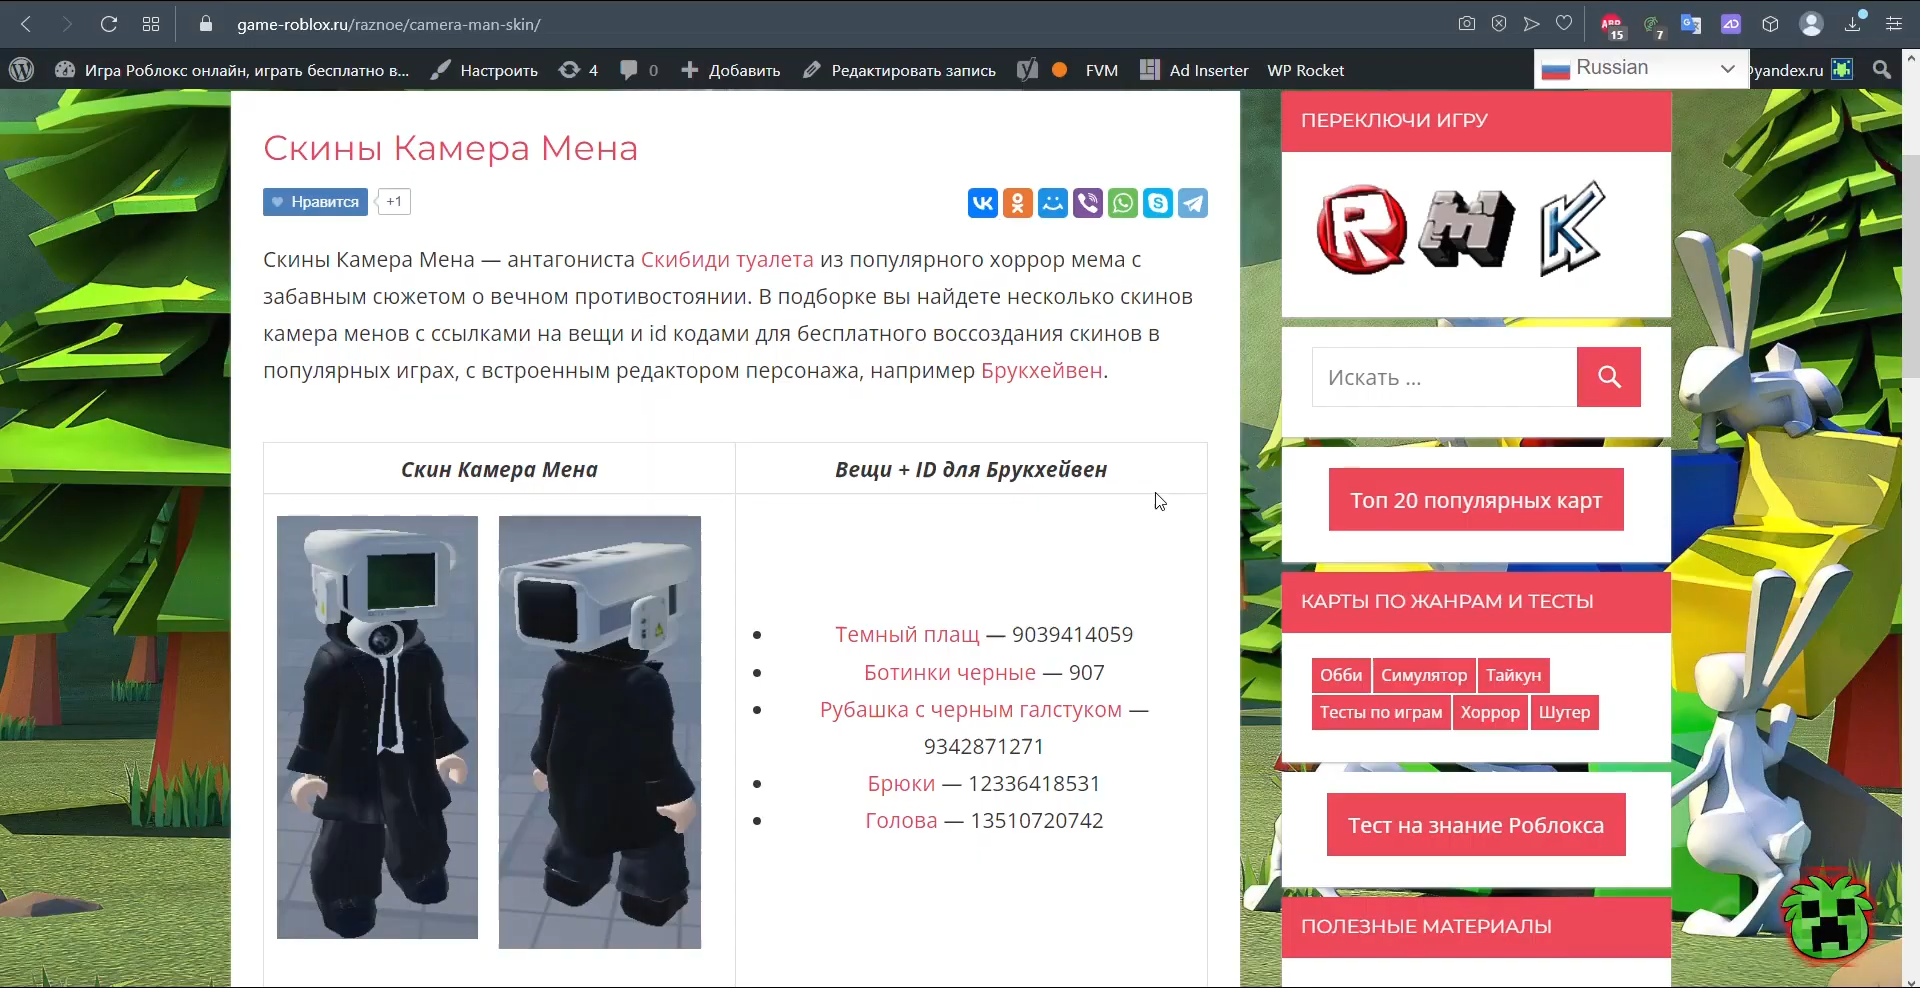 game-roblox.ru/raznoe/camera-man-skin/
ABP
15
7
Игра Роблокс онлайн, играть бесплатно в...
Настроить
4
0
Добавить
Редактировать запись
FVM
Ad Inserter
WP Rocket
Russian
yandex.ru
Скины Камера Мена
Нравится
+1
Скины Камера Мена — антагониста Скибиди туалета из популярного хоррор мема с
забавным сюжетом о вечном противостоянии. В подборке вы найдете несколько скинов
камера менов с ссылками на вещи и id кодами для бесплатного воссоздания скинов в
популярных играх, с встроенным редактором персонажа, например Брукхейвен.
Скин Камера Мена
Вещи + ID для Брукхейвен
Темный плащ — 9039414059
Ботинки черные — 907
Рубашка с черным галстуком —
9342871271
Брюки — 12336418531
Голова — 13510720742
ПЕРЕКЛЮЧИ ИГРУ
R M K
Искать ...
Топ 20 популярных карт
КАРТЫ ПО ЖАНРАМ И ТЕСТЫ
Обби Симулятор Тайкун
Тесты по играм Хоррор Шутер
Тест на знание Роблокса
ПОЛЕЗНЫЕ МАТЕРИАЛЫ